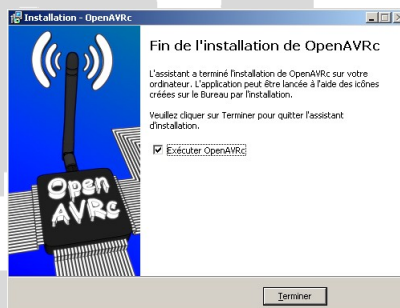 Installation - OpenAVRc
Fin de l'installation de OpenAVRc
L'assistant a terminé l'installation de OpenAVRc sur votre
ordinateur. L'application peut être lancée à l'aide des icônes
créées sur le Bureau par l'installation.
Veuillez cliquer sur Terminer pour quitter l'assistant
d'installation.
Exécuter OpenAVRc
Open
AVRc
Terminer